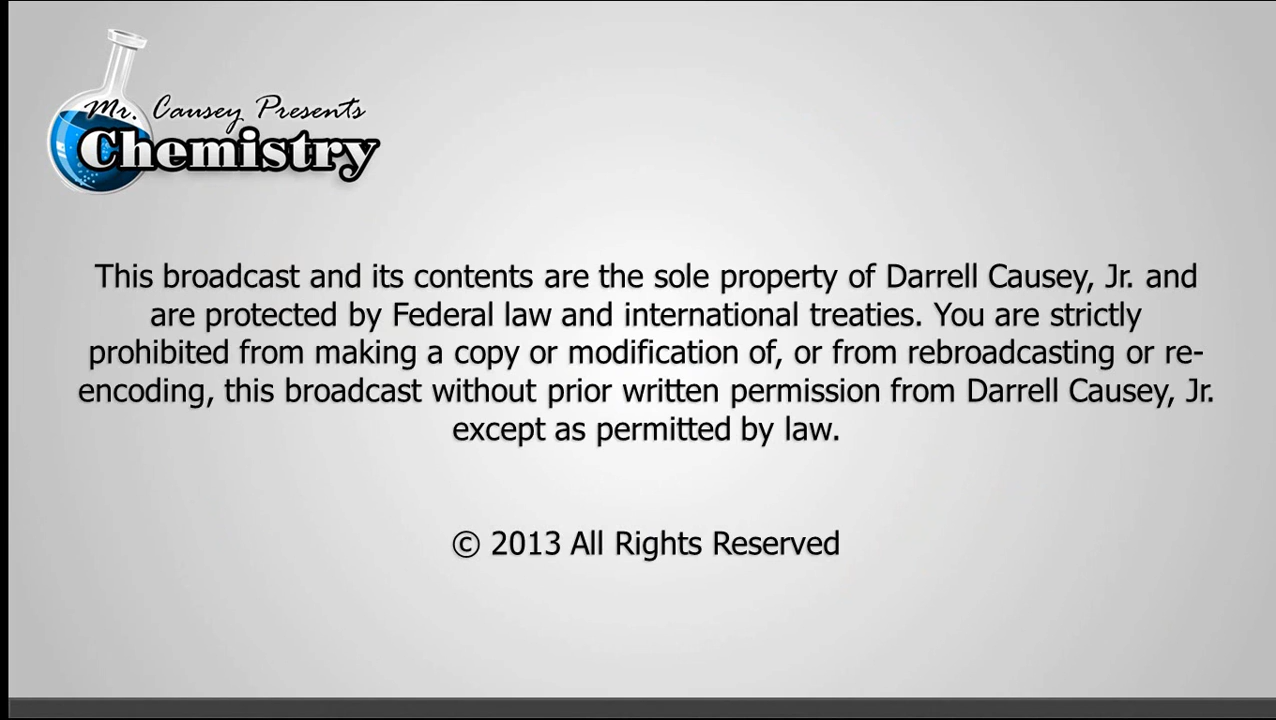 Mr. Causey Presents
Chemistry
This broadcast and its contents are the sole property of Darrell Causey, Jr. and
are protected by Federal law and international treaties. You are strictly
prohibited from making a copy or modification of, or from rebroadcasting or re-
encoding, this broadcast without prior written permission from Darrell Causey, Jr.
except as permitted by law.
© 2013 All Rights Reserved